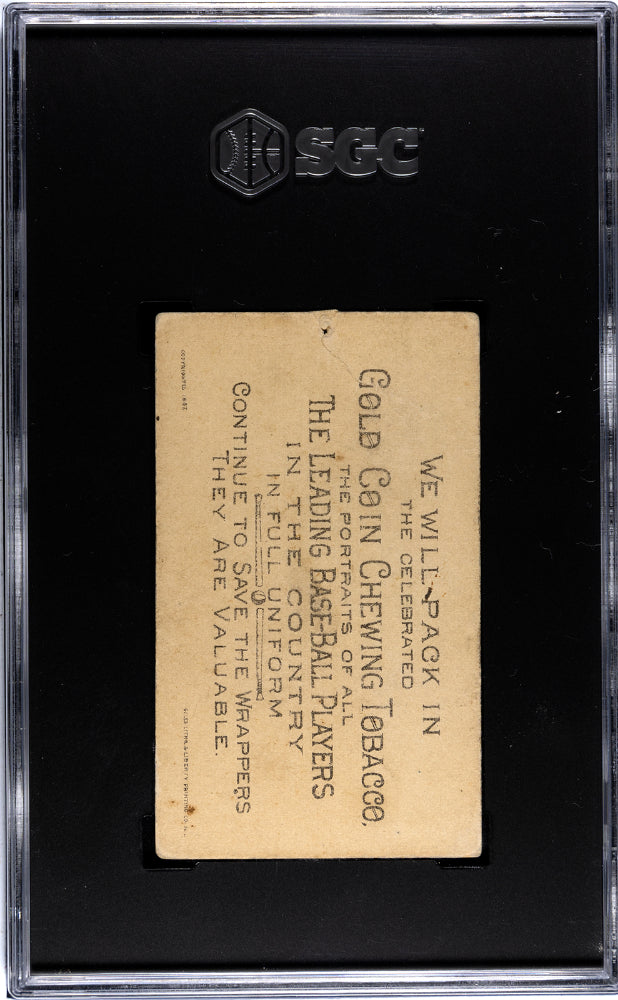 SGC
WE WILL PACK IN
THE CELEBRATED
GOLD COIN CHEWING TOBACCO,
THE PORTRAITS OF ALL
THE LEADING BASE-BALL PLAYERS
IN THE COUNTRY
IN FULL UNIFORM
CONTINUE TO SAVE THE WRAPPERS
THEY ARE VALUABLE.
COPYRIGHTED, 1887